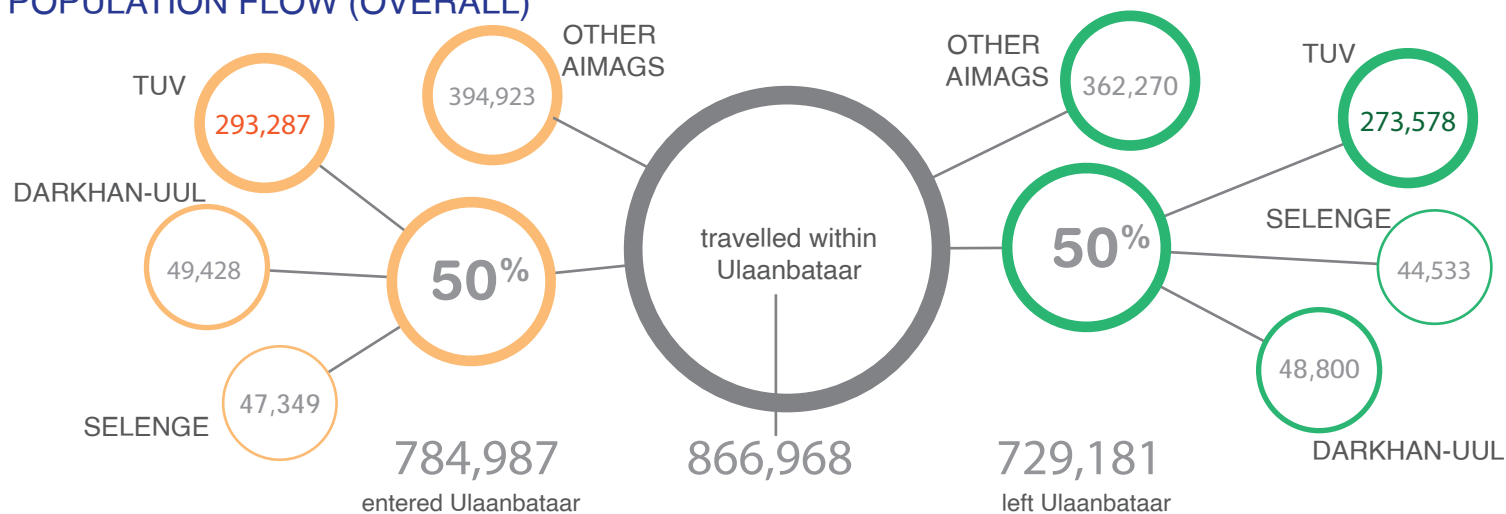 POPULATION FLOW (OVERALL)
OTHER
AIMAGS
394,923
TUV
293,287
DARKHAN-UUL
49,428
50%
SELENGE
47,349
784,987
entered Ulaanbataar
travelled within
Ulaanbataar
866,968
OTHER
AIMAGS
362,270
TUV
273,578
50%
SELENGE
44,533
48,800
DARKHAN-UUL
729,181
left Ulaanbataar